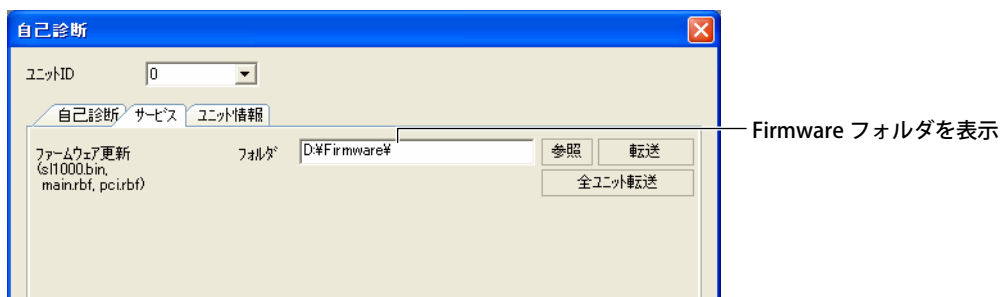 自己診断
ユニットID 0
自己診断 サービス ユニット情報
ファームウェア更新 フォルダ D:¥Firmware¥ 参照 転送
(sl1000.bin, 全ユニット転送
main.rbf, pci.rbf)
Firmware フォルダを表示